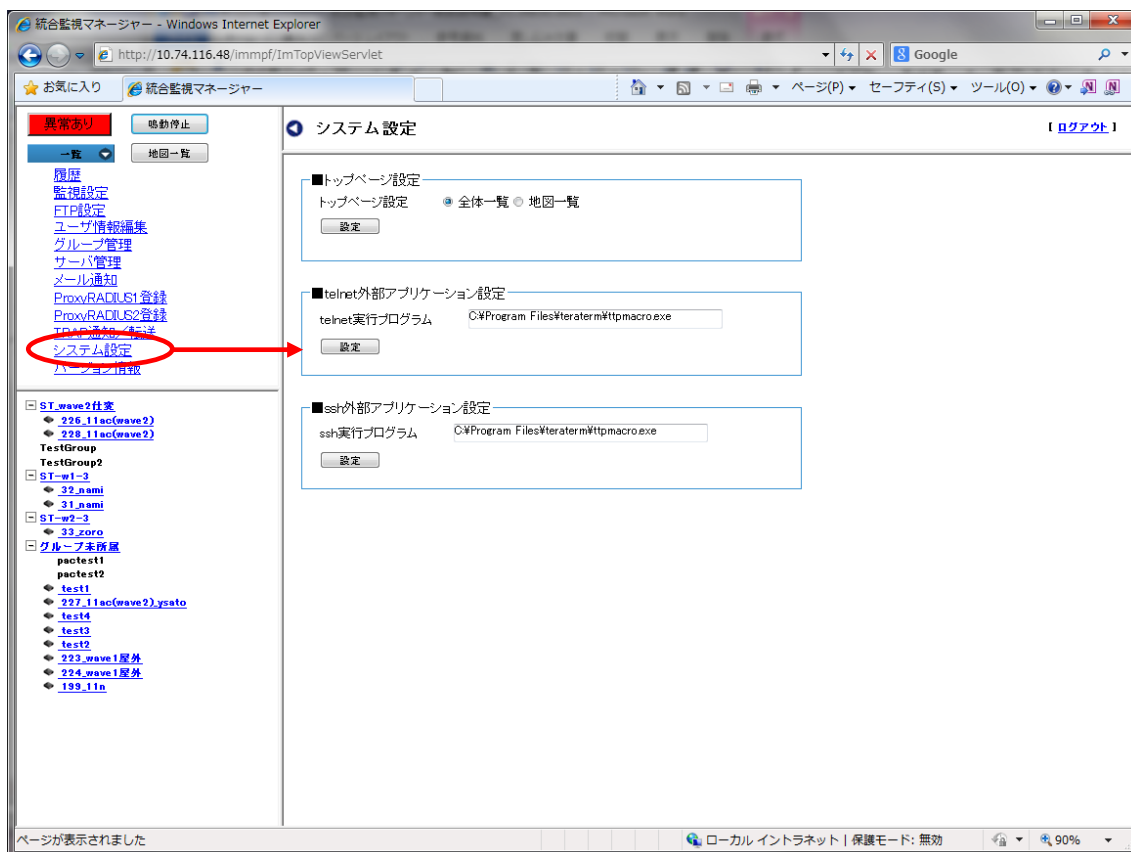 統合監視マネージャー - Windows Internet Explorer
http://10.74.116.48/immpf/ImTopViewServlet
Google
お気に入り
統合監視マネージャー
ページ(P)
セーフティ(S)
ツール(O)
異常あり
鳴動停止
一覧
地図一覧
履歴
監視設定
FTP設定
ユーザ情報編集
グループ管理
サーバ管理
メール通知
ProxyRADIUS1登録
ProxyRADIUS2登録
TRAP通知/転送
システム設定
バージョン情報
ST_wave2仕変
226_11ac(wave2)
228_11ac(wave2)
TestGroup
TestGroup2
ST-w1-3
32_nami
31_nami
ST-w2-3
33_zoro
グループ未所属
pactest1
pactest2
test1
227_11ac(wave2)_ysato
test4
test3
test2
223_wave1屋外
224_wave1屋外
199_11n
システム設定
[ ログアウト ]
■トップページ設定
トップページ設定 全体一覧 地図一覧
設定
■telnet外部アプリケーション設定
telnet実行プログラム C:¥Program Files¥teraterm¥ttpmacro.exe
設定
■ssh外部アプリケーション設定
ssh実行プログラム C:¥Program Files¥teraterm¥ttpmacro.exe
設定
ページが表示されました
ローカル イントラネット | 保護モード: 無効
90%